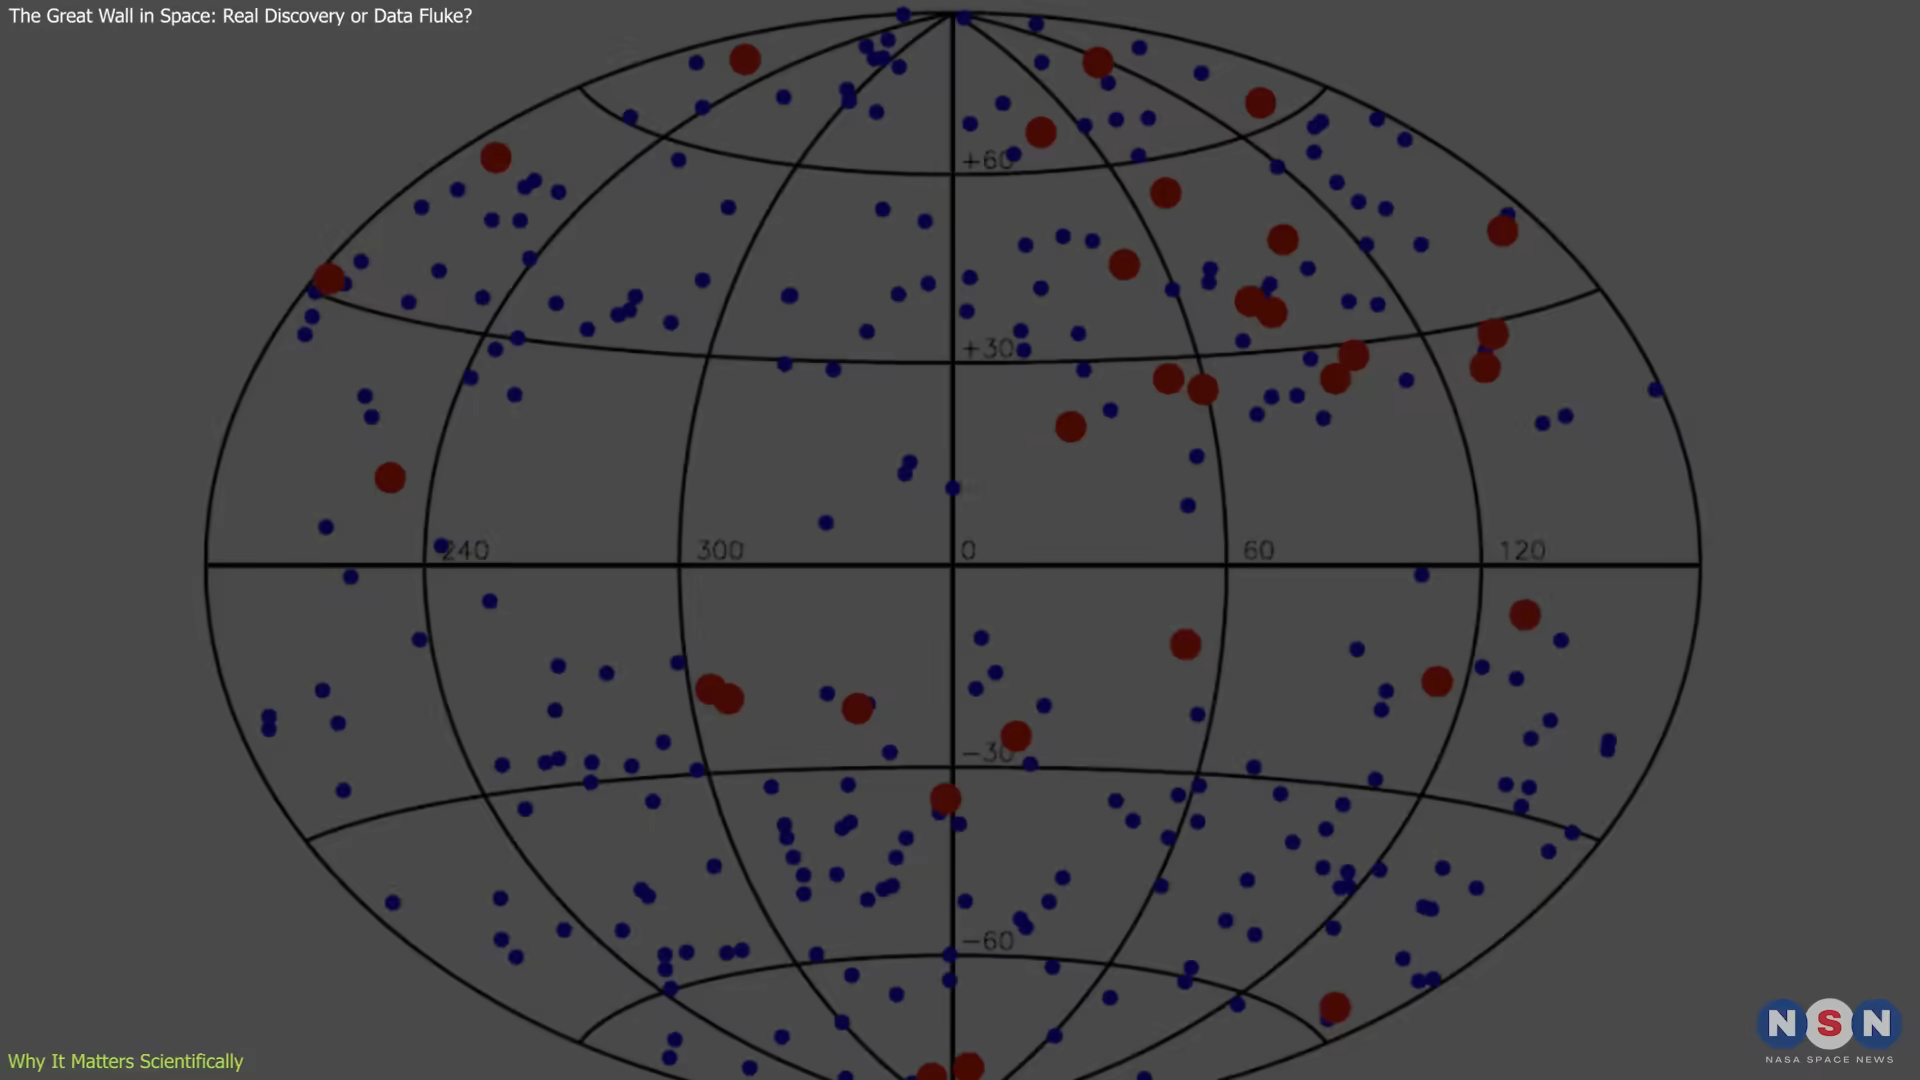 The Great Wall in Space: Real Discovery or Data Fluke?
+60
+30
240
300
0
60
120
−30
−60
Why It Matters Scientifically
NSN
NASA SPACE NEWS